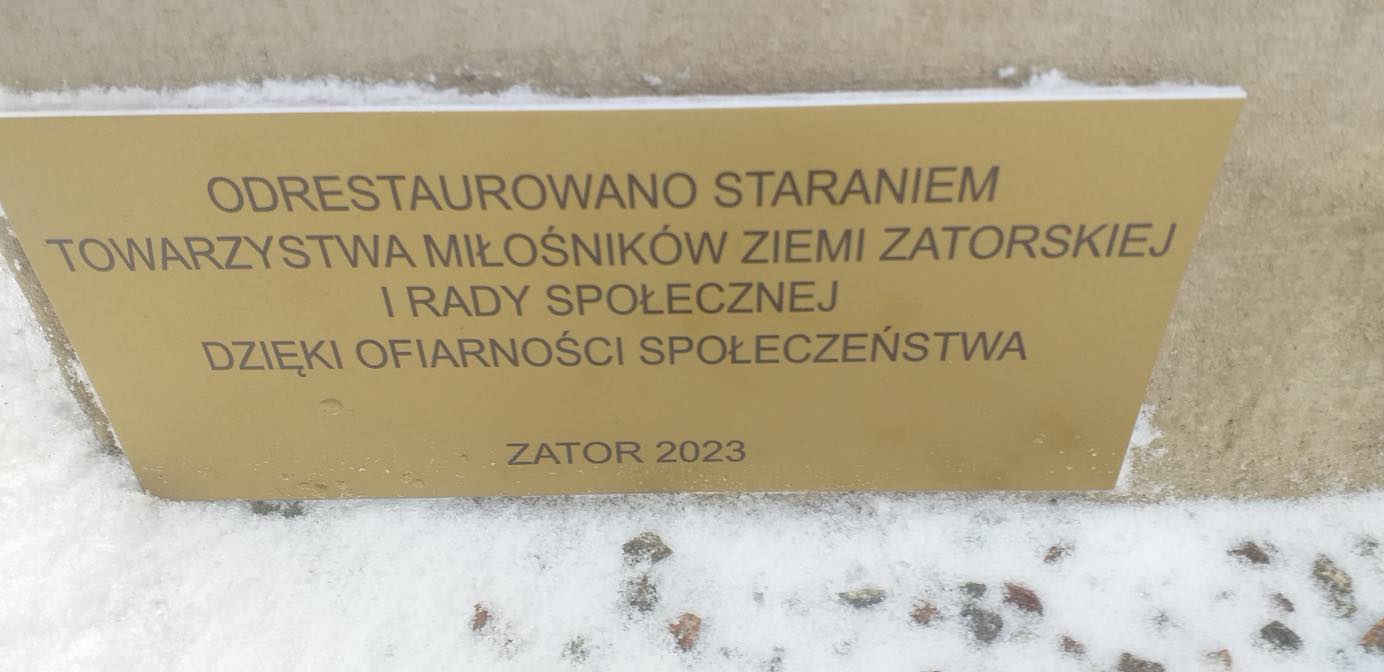 ODRESTAUROWANO STARANIEM
TOWARZYSTWA MIŁOŚNIKÓW ZIEMI ZATORSKIEJ
I RADY SPOŁECZNEJ
DZIĘKI OFIARNOŚCI SPOŁECZEŃSTWA
ZATOR 2023